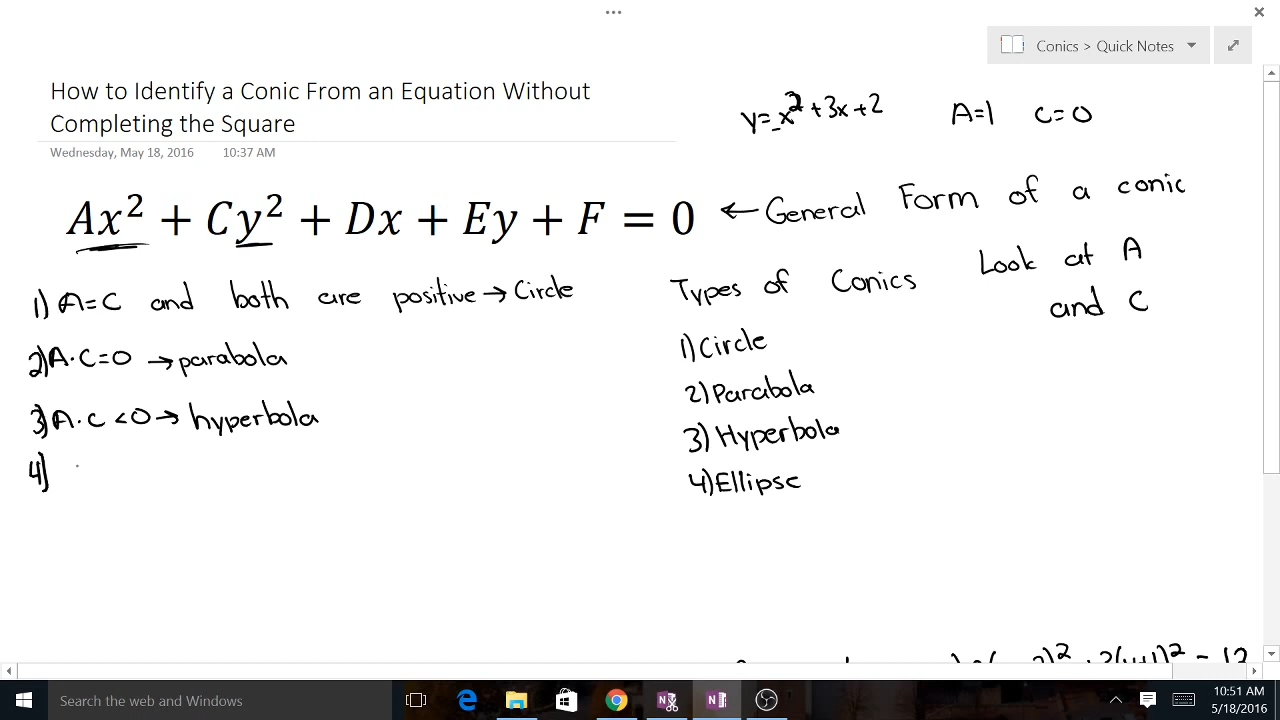 Conics > Quick Notes
How to Identify a Conic From an Equation Without
Completing the Square
Wednesday, May 18, 2016 10:37 AM
y=x²+3x+2 A=1 C=0
Ax² + Cy² + Dx + Ey + F = 0 ← General Form of a conic
1) A=C and both are positive → Circle
2) A·C=0 → parabola
3) A·C<0 → hyperbola
4)
Types of Conics
1) Circle
2) Parabola
3) Hyperbola
4) Ellipse
Look at A
and C
Search the web and Windows
10:51 AM
5/18/2016